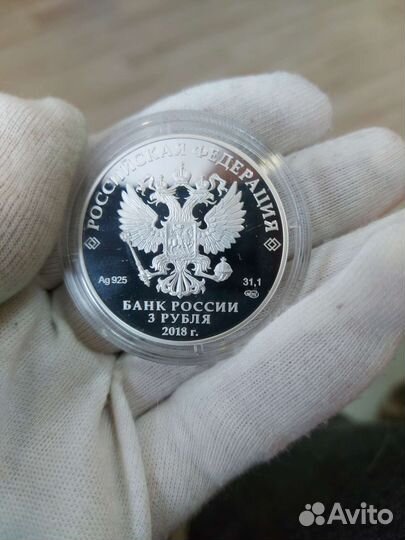 РОССИЙСКАЯ ФЕДЕРАЦИЯ
Ag 925
31,1
БАНК РОССИИ
3 РУБЛЯ
2018 г.
Avito